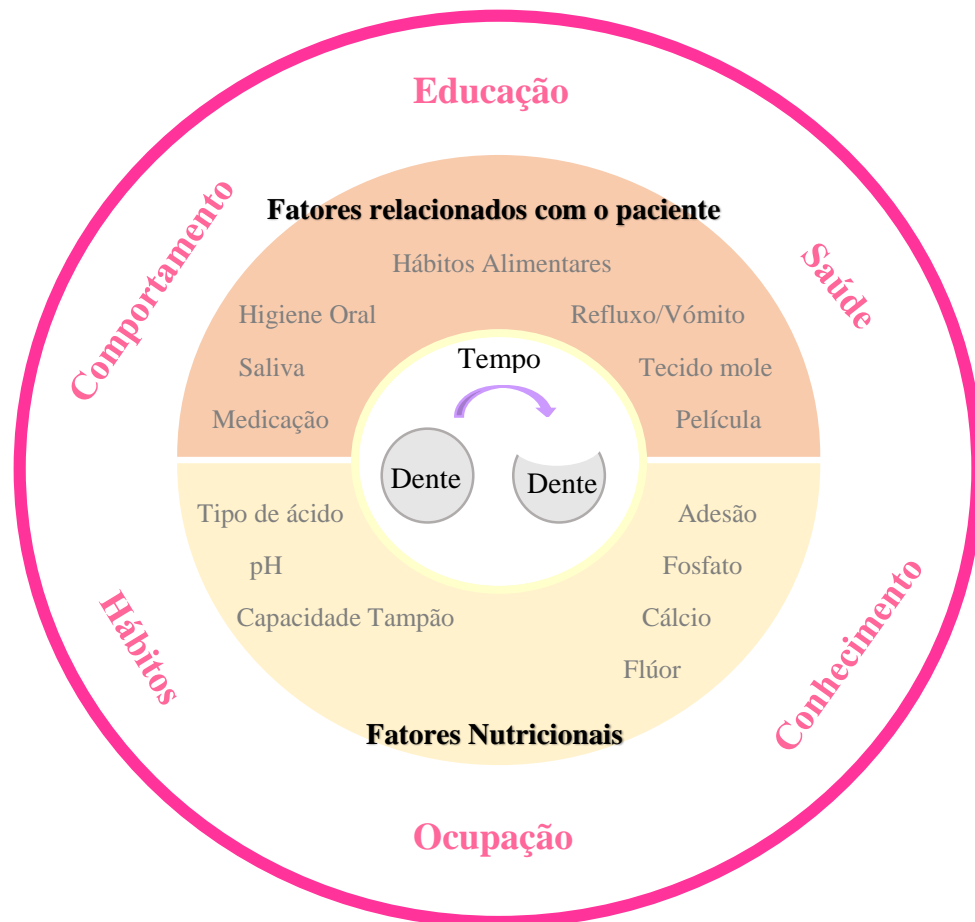 Educação
Comportamento
Saúde
Fatores relacionados com o paciente
Hábitos Alimentares
Higiene Oral
Refluxo/Vómito
Saliva
Tecido mole
Medicação
Película
Tempo
Dente
Dente
Tipo de ácido
Adesão
pH
Fosfato
Capacidade Tampão
Cálcio
Flúor
Fatores Nutricionais
Hábitos
Conhecimento
Ocupação